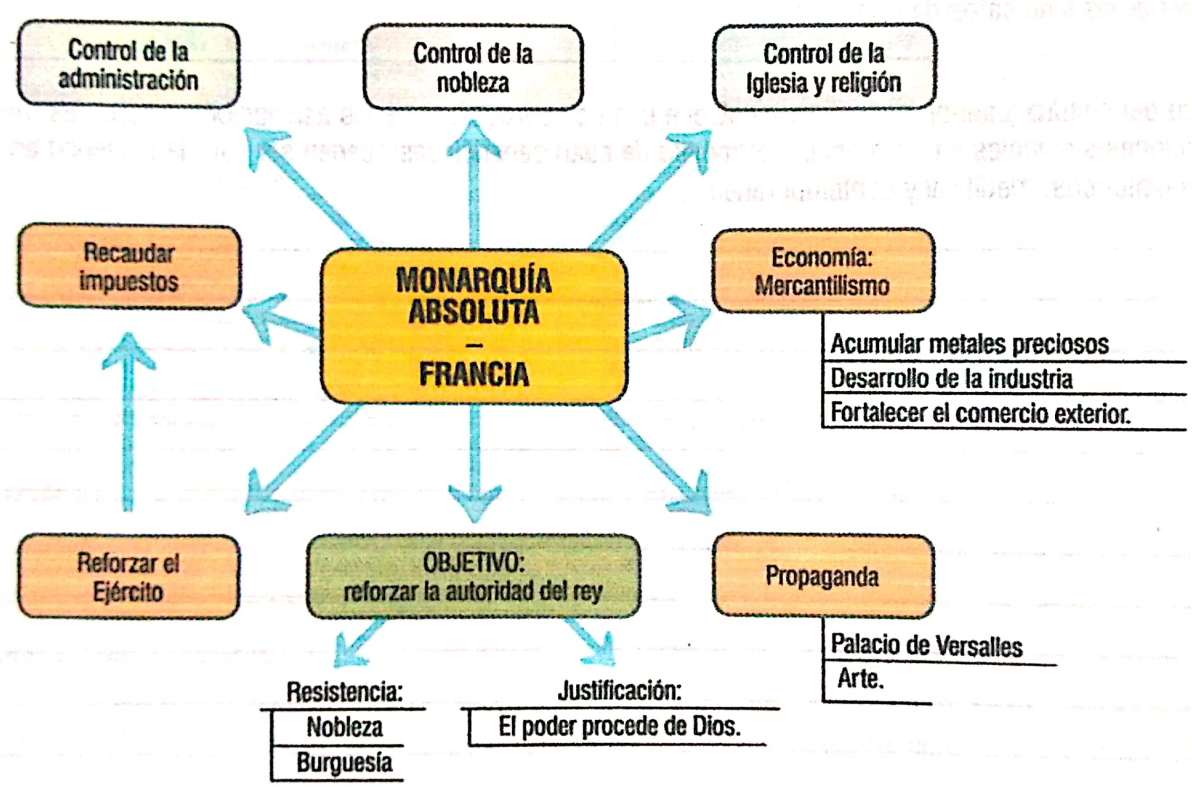 Control de la
administración
Control de la
nobleza
Control de la
Iglesia y religión
Recaudar
impuestos
MONARQUÍA
ABSOLUTA
–
FRANCIA
Economía:
Mercantilismo
Acumular metales preciosos
Desarrollo de la industria
Fortalecer el comercio exterior.
Reforzar el
Ejército
OBJETIVO:
reforzar la autoridad del rey
Propaganda
Palacio de Versalles
Arte.
Resistencia:
Nobleza
Burguesía
Justificación:
El poder procede de Dios.